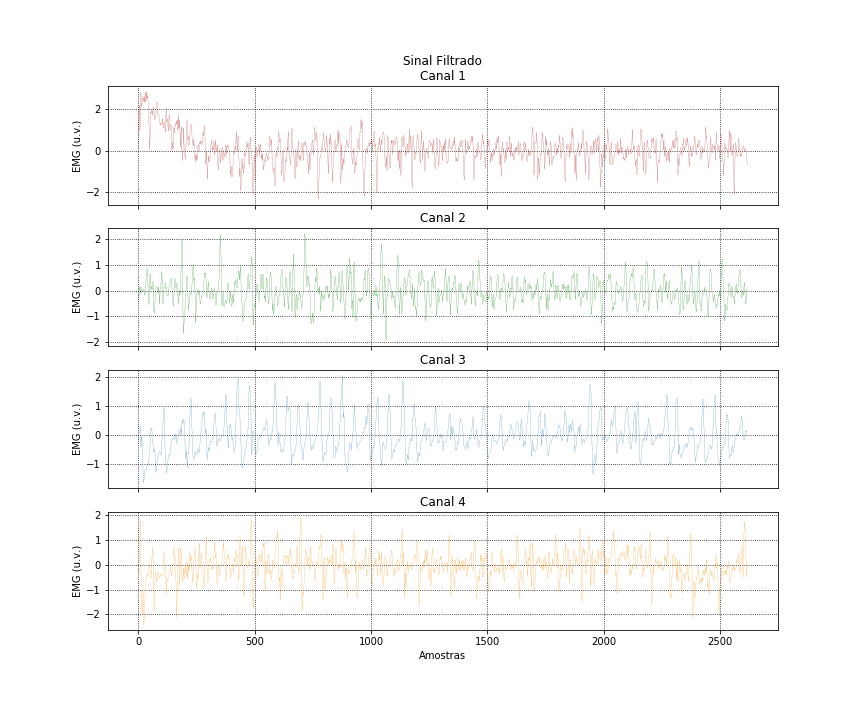 Sinal Filtrado
Canal 1
EMG (u.v.)
2
0
−2
Canal 2
EMG (u.v.)
2
1
0
−1
−2
Canal 3
EMG (u.v.)
2
1
0
−1
Canal 4
EMG (u.v.)
2
1
0
−1
−2
0 500 1000 1500 2000 2500
Amostras